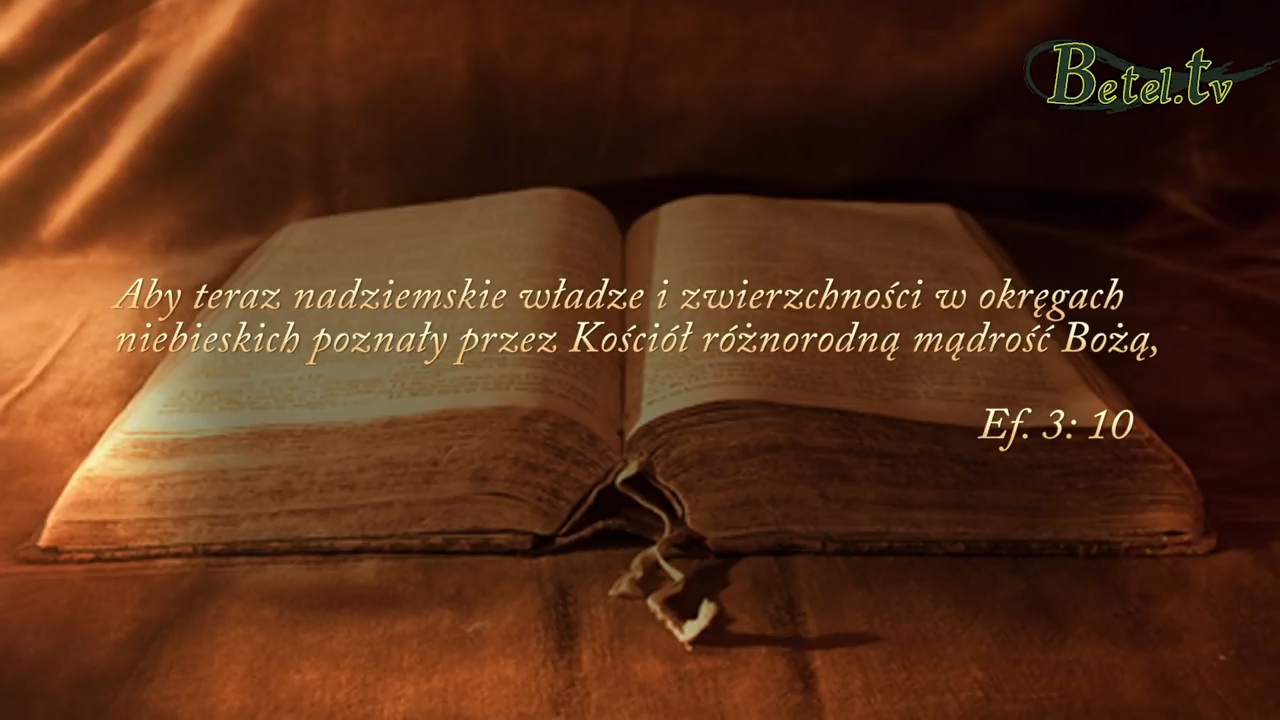 Betel.tv
Aby teraz nadziemskie władze i zwierzchności w okręgach
niebieskich poznały przez Kościół różnorodną mądrość Bożą,
Ef. 3: 10